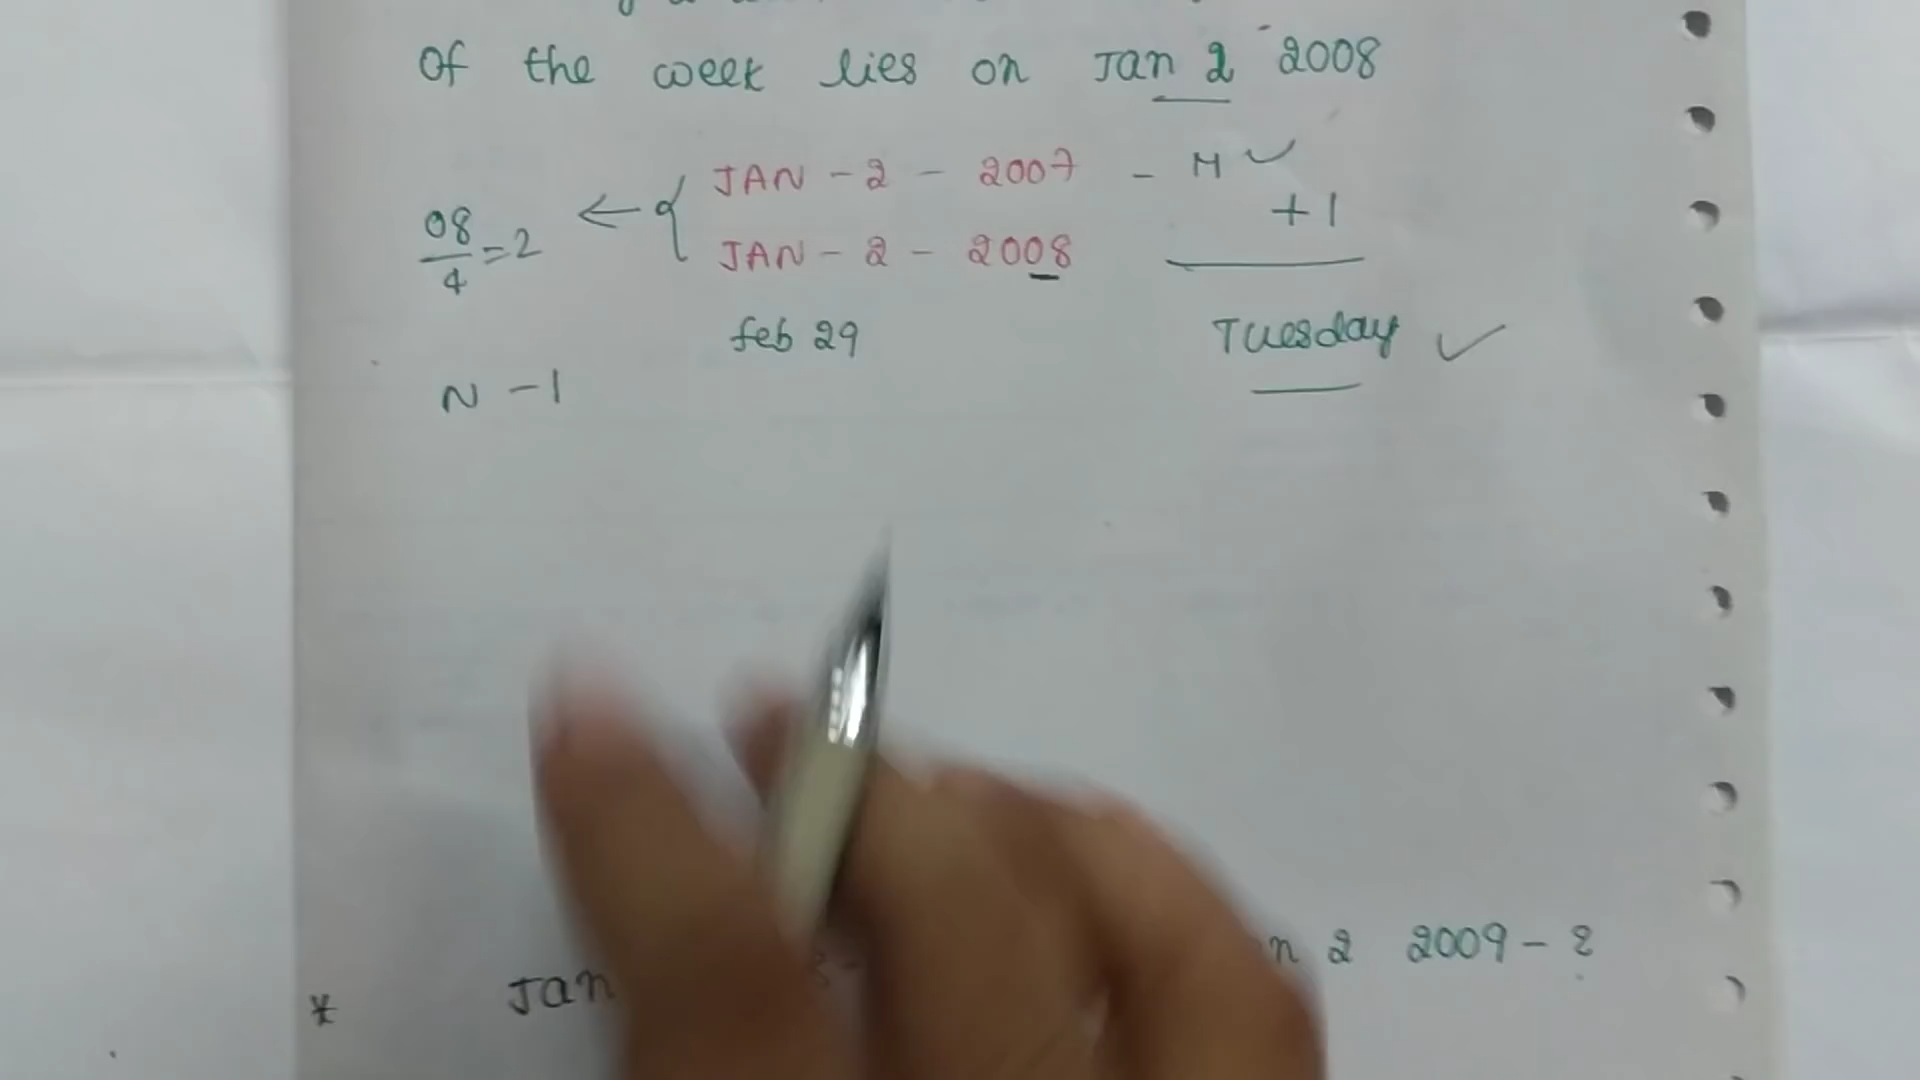 Of the week lies on Jan 2 2008
JAN - 2 - 2007 - M ✓
+1
08/4 = 2 ← { JAN - 2 - 2008
feb 29 Tuesday ✓
N - 1
* Jan 2 2009 - ?